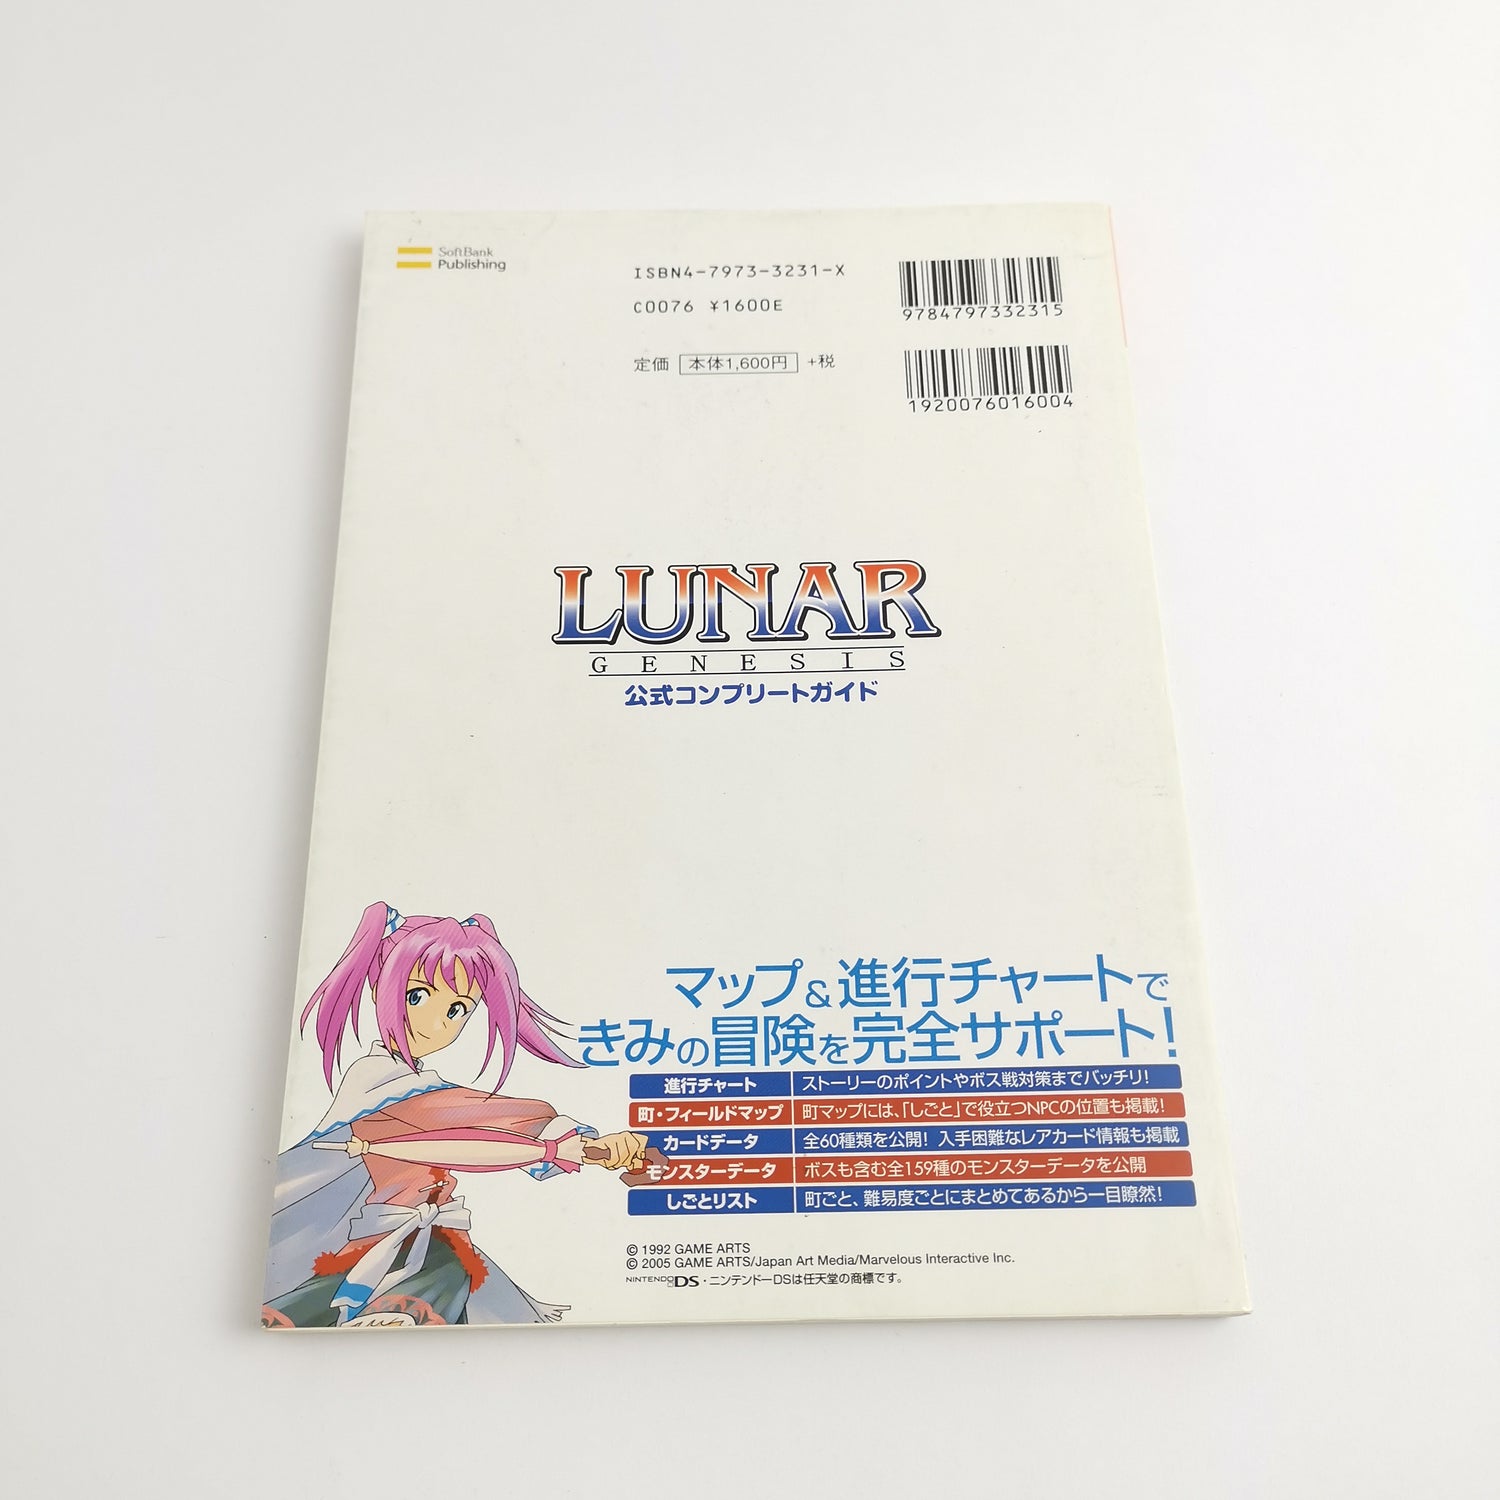 SoftBank
Publishing
ISBN4-7973-3231-X
C0076 ¥1600E
定価 本体1,600円 +税
9784797332315
1920076016004
LUNAR
GENESIS
公式コンプリートガイド
マップ&進行チャートで
きみの冒険を完全サポート!
進行チャート ストーリーのポイントやボス戦対策までバッチリ!
町・フィールドマップ 町マップには、「しごと」で役立つNPCの位置も掲載!
カードデータ 全60種類を公開! 入手困難なレアカード情報も掲載
モンスターデータ ボスも含む全159種のモンスターデータを公開
しごとリスト 町ごと、難易度ごとにまとめてあるから一目瞭然!
© 1992 GAME ARTS
© 2005 GAME ARTS/Japan Art Media/Marvelous Interactive Inc.
NINTENDO DS・ニンテンドーDSは任天堂の商標です。